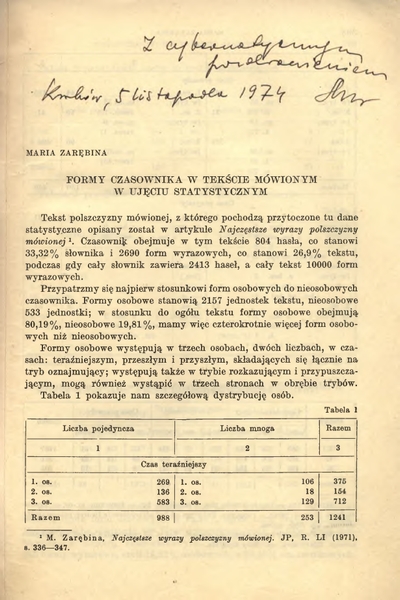 Z cybernetycznym
pozdrowieniem
Kraków, 5 listopada 1974
MARIA ZARĘBINA
FORMY CZASOWNIKA W TEKŚCIE MÓWIONYM
W UJĘCIU STATYSTYCZNYM
Tekst polszczyzny mówionej, z którego pochodzą przytoczone tu dane
statystyczne opisany został w artykule Najczęstsze wyrazy polszczyzny
mówionej ¹. Czasownik obejmuje w tym tekście 804 hasła, co stanowi
33,32% słownika i 2690 form wyrazowych, co stanowi 26,9% tekstu,
podczas gdy cały słownik zawiera 2413 haseł, a cały tekst 10000 form
wyrazowych.
Przypatrzmy się najpierw stosunkowi form osobowych do nieosobowych
czasownika. Formy osobowe stanowią 2157 jednostek tekstu, nieosobowe
533 jednostki; w stosunku do ogółu tekstu formy osobowe obejmują
80,19%, nieosobowe 19,81%, mamy więc czterokrotnie więcej form osobo-
wych niż nieosobowych.
Formy osobowe występują w trzech osobach, dwóch liczbach, w cza-
sach: teraźniejszym, przeszłym i przyszłym, składających się łącznie na
tryb oznajmujący; występują także w trybie rozkazującym i przypuszcza-
jącym, mogą również wystąpić w trzech stronach w obrębie trybów.
Tabela 1 pokazuje nam szczegółową dystrybucję osób.
Tabela 1
Liczba pojedyncza Liczba mnoga Razem
1 2 3
Czas teraźniejszy
1. os. 269 1. os. 106 375
2. os. 136 2. os. 18 154
3. os. 583 3. os. 129 712
Razem 988 253 1241
¹ M. Zarębina, Najczęstsze wyrazy polszczyzny mówionej. JP, R. LI (1971),
s. 336—347.